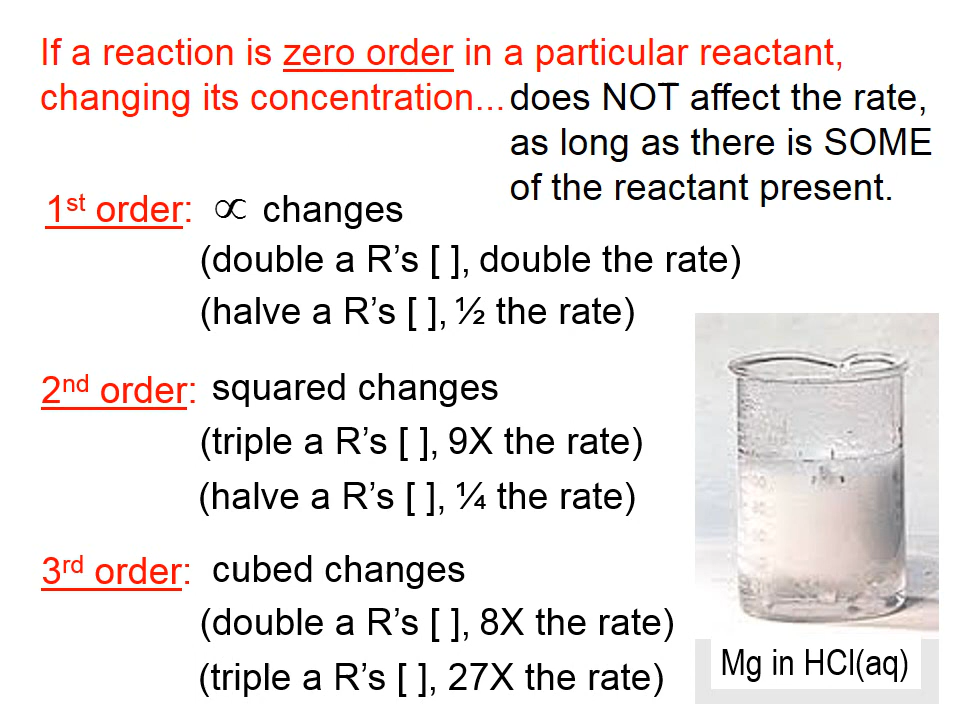 If a reaction is zero order in a particular reactant,
changing its concentration... does NOT affect the rate,
as long as there is SOME
of the reactant present.
1st order: ∝ changes
(double a R’s [ ], double the rate)
(halve a R’s [ ], ½ the rate)
2nd order: squared changes
(triple a R’s [ ], 9X the rate)
(halve a R’s [ ], ¼ the rate)
3rd order: cubed changes
(double a R’s [ ], 8X the rate)
(triple a R’s [ ], 27X the rate)
Mg in HCl(aq)